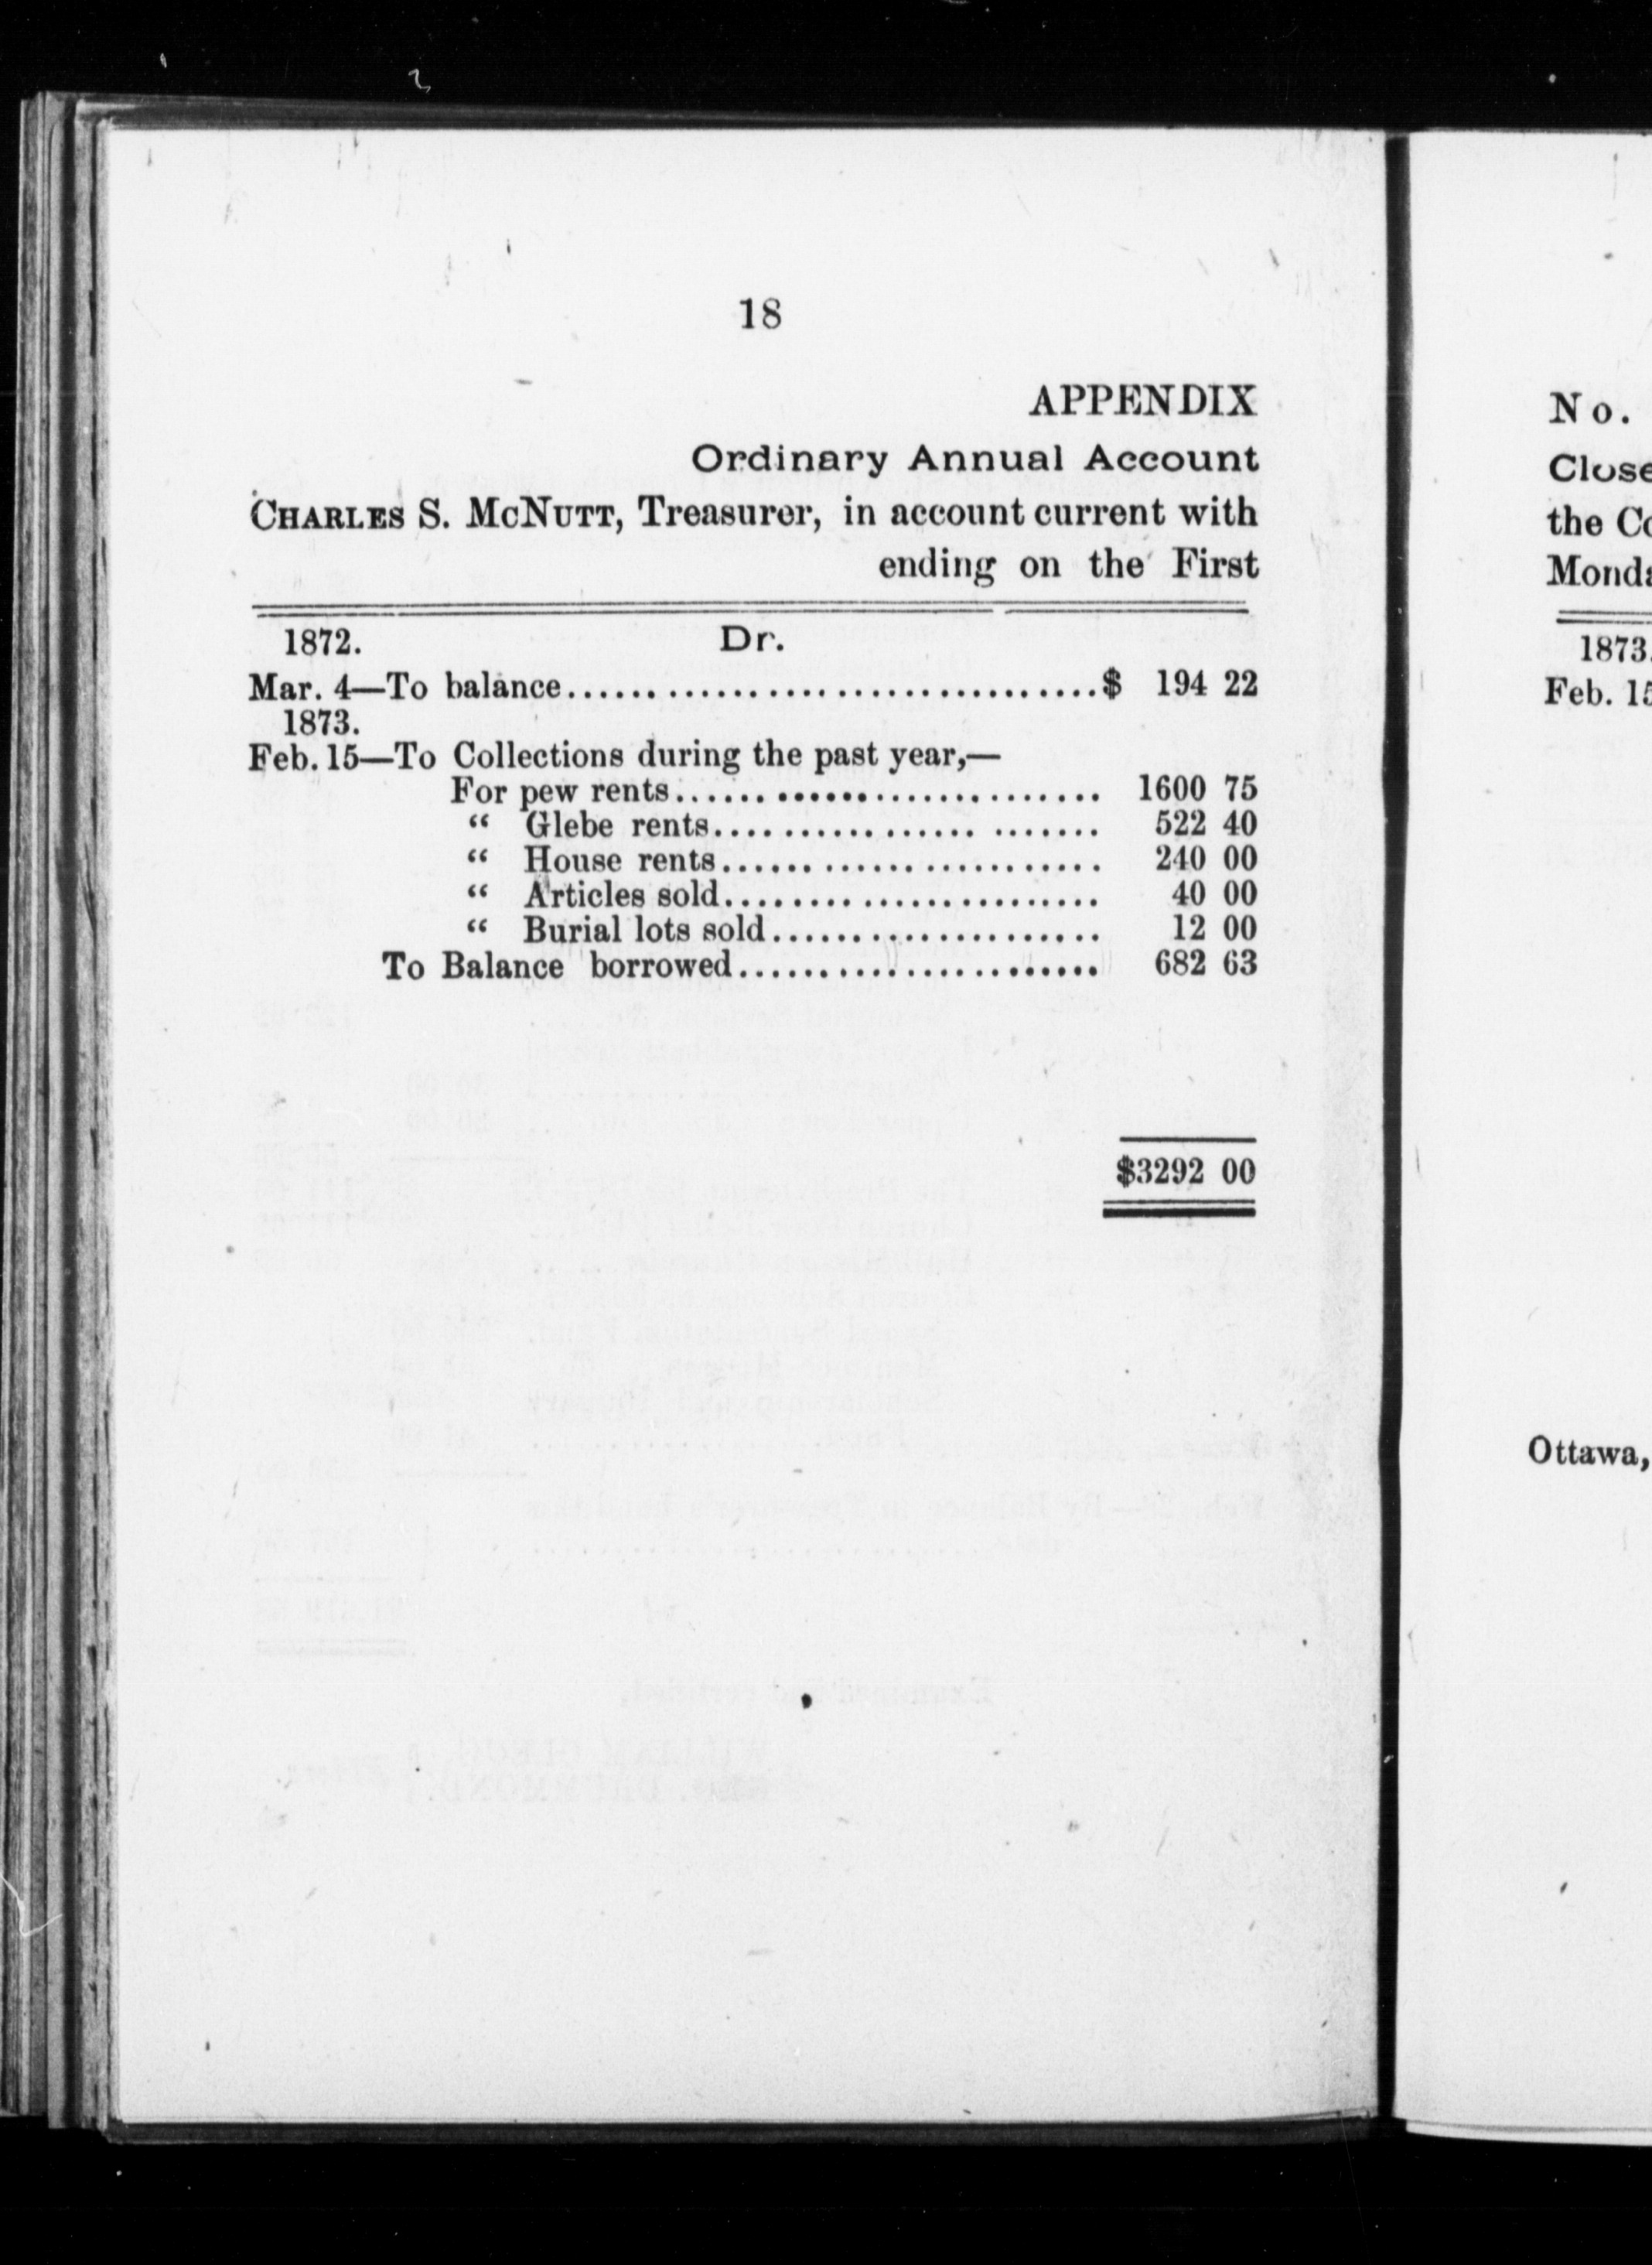 18
APPENDIX
Ordinary Annual Account
CHARLES S. MCNUTT, Treasurer, in account current with
ending on the First
1872. Dr.
Mar. 4—To balance........................................$ 194 22
1873.
Feb. 15—To Collections during the past year,—
For pew rents................................ 1600 75
“ Glebe rents............................ 522 40
“ House rents............................ 240 00
“ Articles sold............................ 40 00
“ Burial lots sold........................ 12 00
To Balance borrowed............................ 682 63
$3292 00
No.
Close
the
Monda
1873.
Feb. 15
Ottawa,